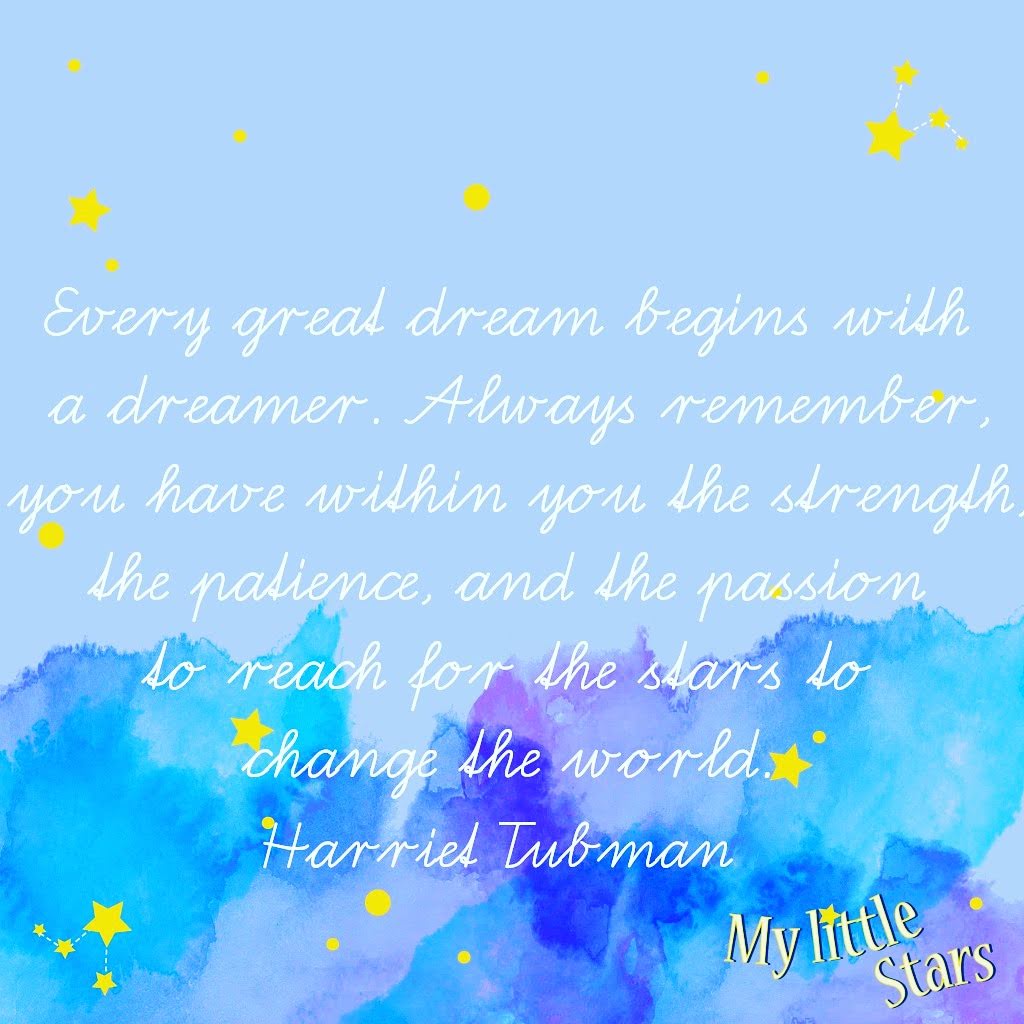 Every great dream begins with
a dreamer. Always remember,
you have within you the strength,
the patience, and the passion
to reach for the stars to
change the world.
Harriet Tubman
My little
Stars